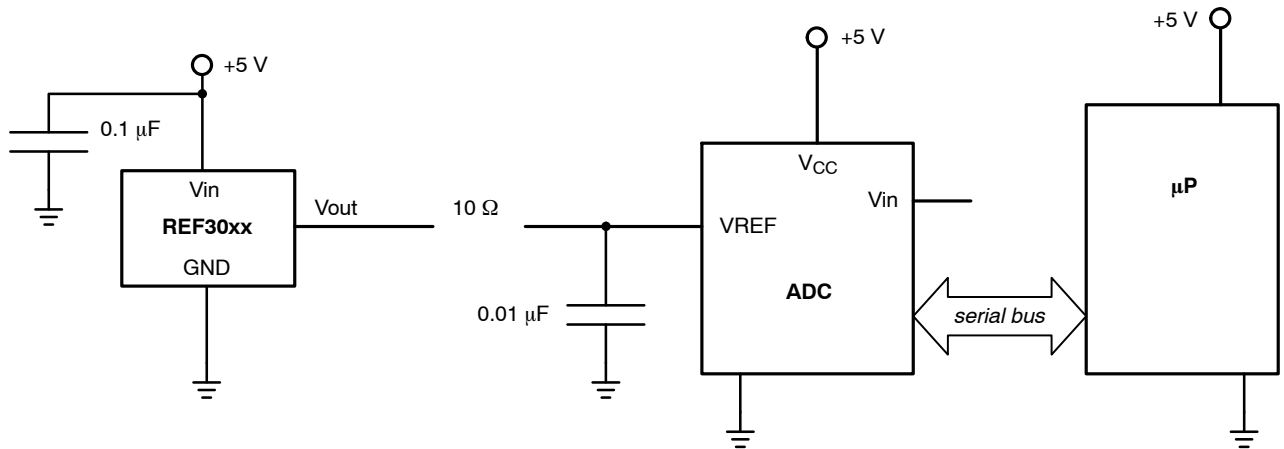 +5 V
0.1 μF
Vin
REF30xx
GND
Vout
10 Ω
0.01 μF
+5 V
VCC
Vin
VREF
ADC
serial bus
+5 V
μP